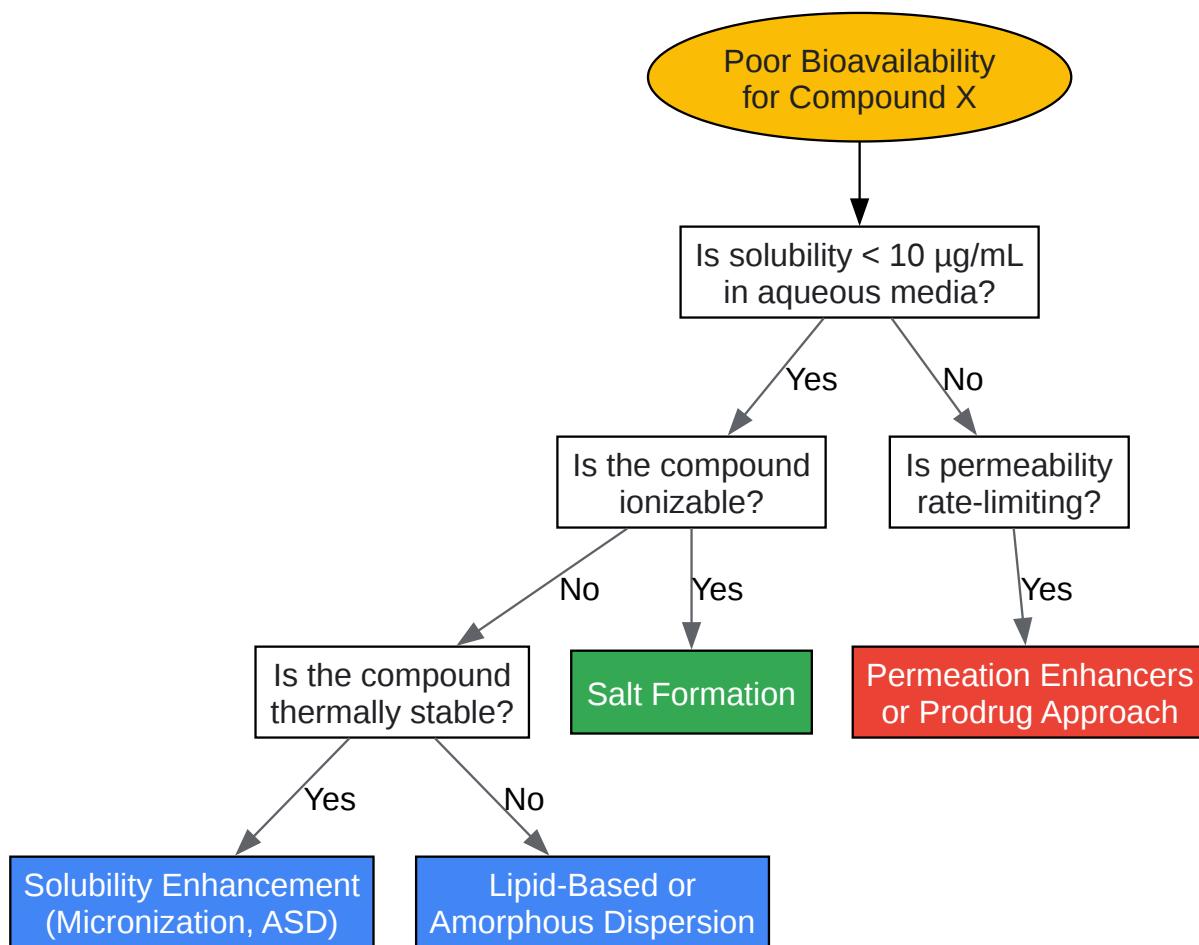 Poor Bioavailability
for Compound X
Is solubility < 10 µg/mL
in aqueous media?
Yes
No
Is the compound
ionizable?
Is permeability
rate-limiting?
No
Yes
Yes
Is the compound
thermally stable?
Salt Formation
Permeation Enhancers
or Prodrug Approach
Yes
No
Solubility Enhancement
(Micronization, ASD)
Lipid-Based or
Amorphous Dispersion